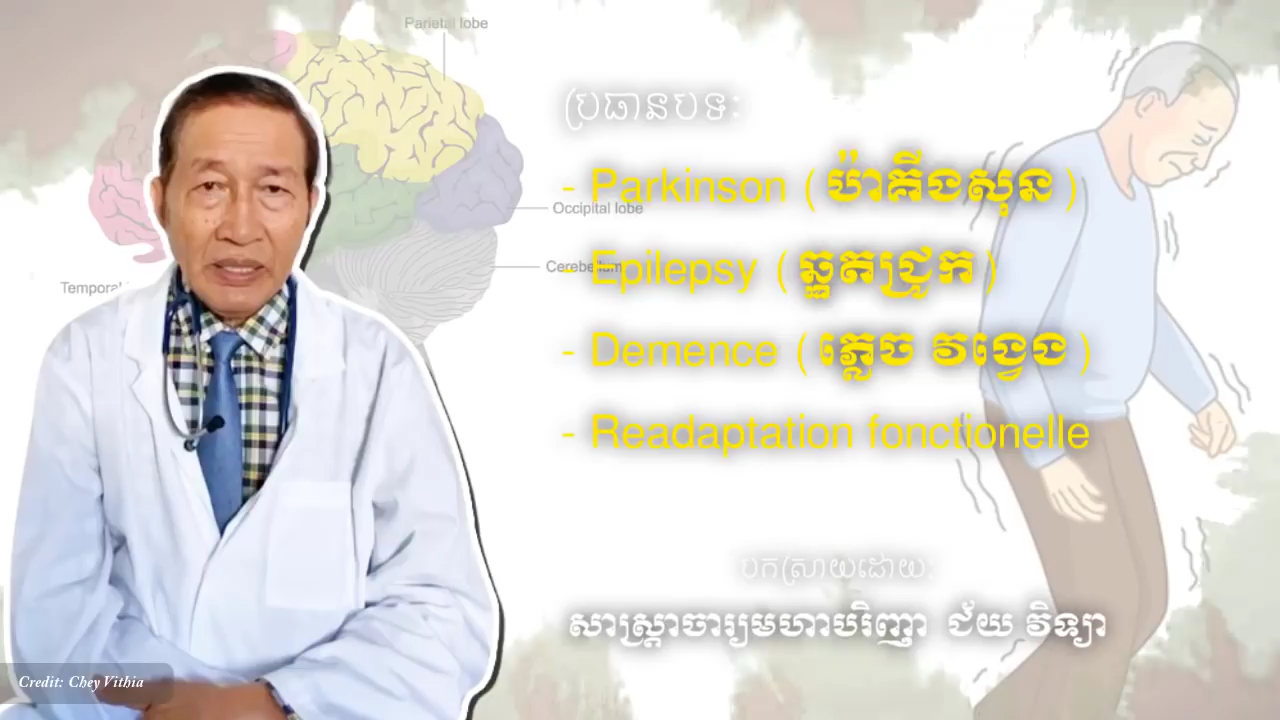 Parietal lobe
ប្រធានបទៈ
- Parkinson ( ប៉ាគីងសុន )
Occipital lobe
- Epilepsy ( ឆ្កួតជ្រូក )
Cerebellum
Temporal
- Demence ( ភ្លេច វង្វេង )
- Readaptation fonctionelle
បកស្រាយដោយៈ
សាស្ត្រាចារ្យមហាបរិញ្ញា ជ័យ វិទ្យា
Credit: Chey Vithia